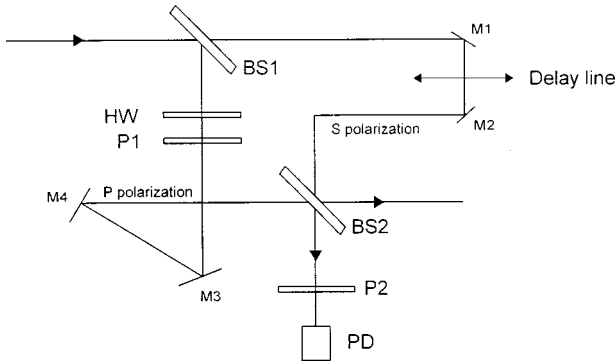 M1
BS1
Delay line
HW
M2
S polarization
P1
P polarization
M4
BS2
M3
P2
PD